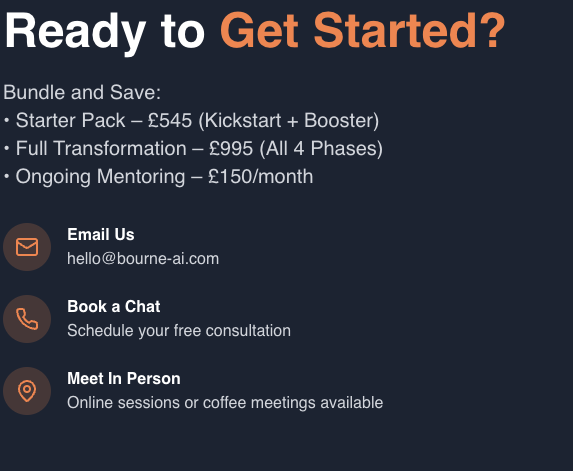 Ready to Get Started?
Bundle and Save:
• Starter Pack – £545 (Kickstart + Booster)
• Full Transformation – £995 (All 4 Phases)
• Ongoing Mentoring – £150/month
Email Us
hello@bourne-ai.com
Book a Chat
Schedule your free consultation
Meet In Person
Online sessions or coffee meetings available